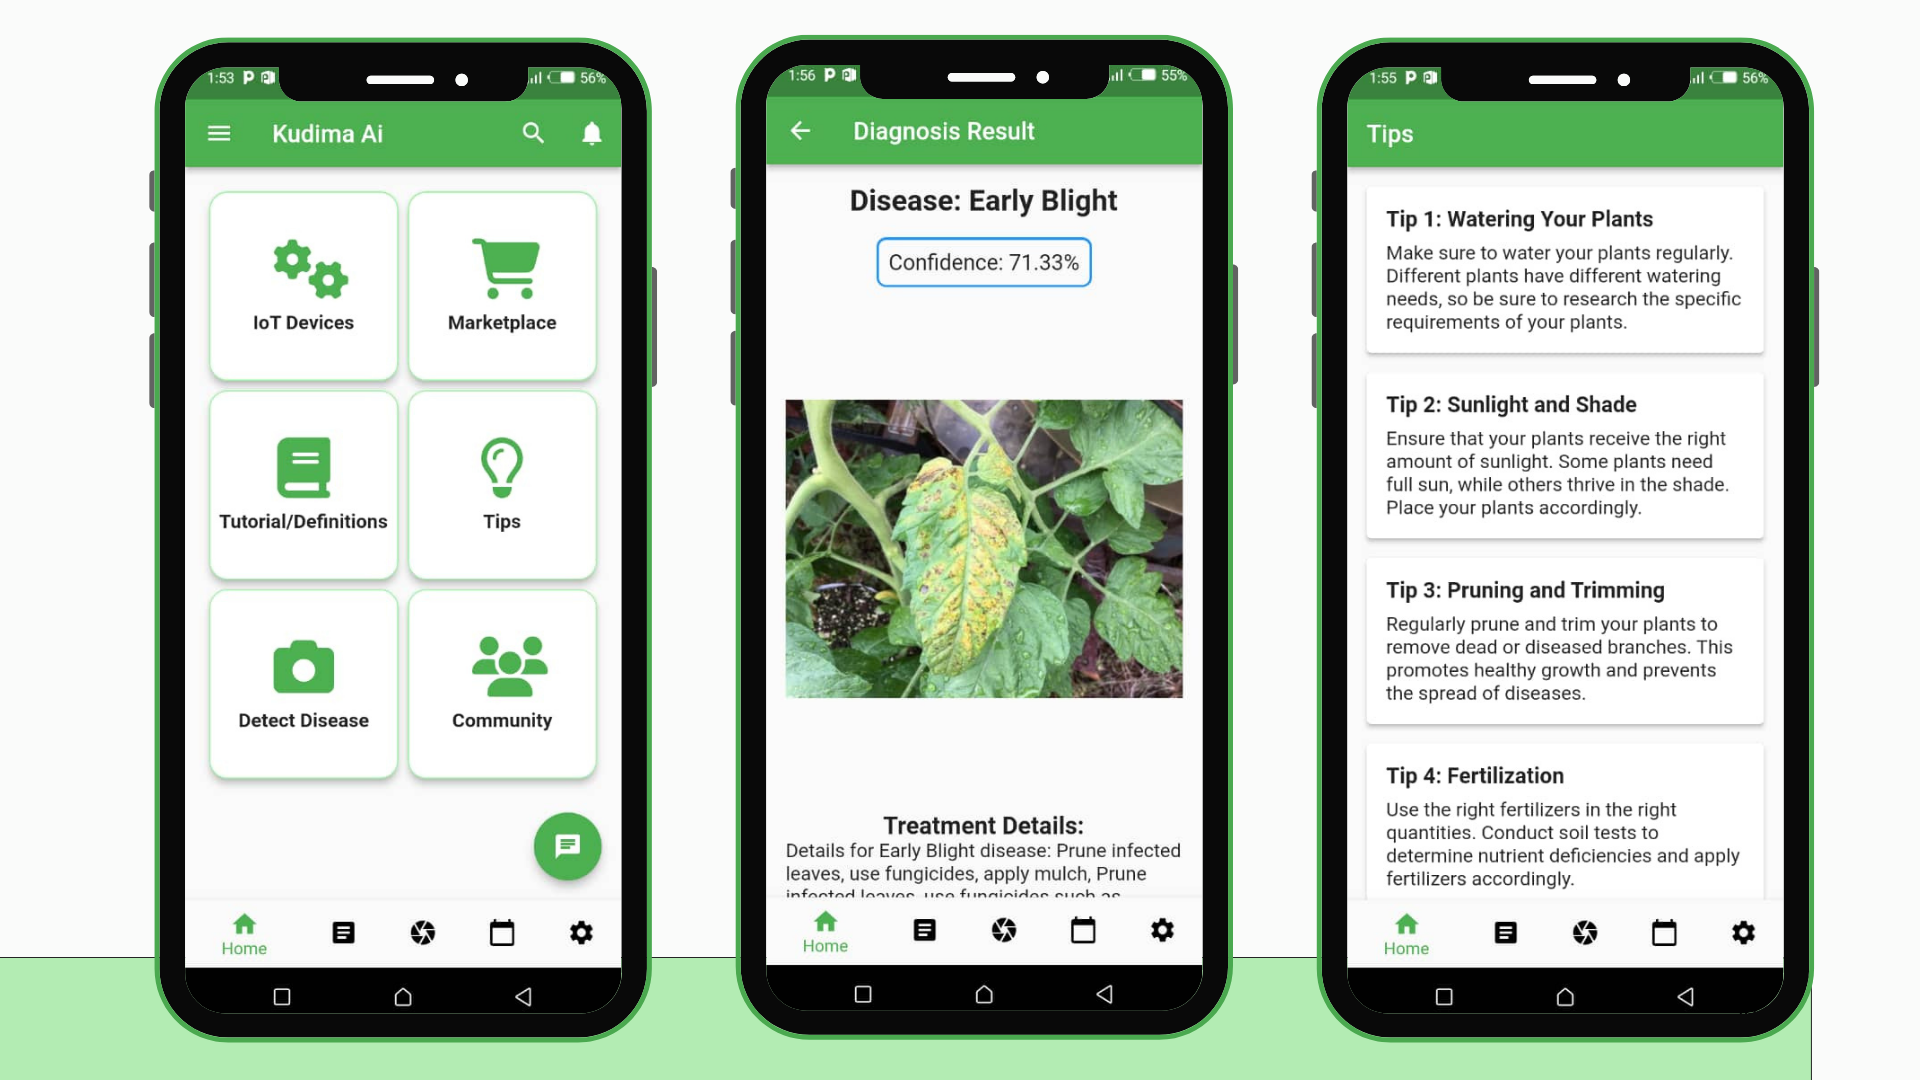 1:53
56%
Kudima Ai
IoT Devices
Marketplace
Tutorial/Definitions
Tips
Detect Disease
Community
Home
1:56
55%
Diagnosis Result
Disease: Early Blight
Confidence: 71.33%
Treatment Details:
Details for Early Blight disease: Prune infected
leaves, use fungicides, apply mulch, Prune
infected leaves, use fungicides such as
Home
1:55
56%
Tips
Tip 1: Watering Your Plants
Make sure to water your plants regularly.
Different plants have different watering
needs, so be sure to research the specific
requirements of your plants.
Tip 2: Sunlight and Shade
Ensure that your plants receive the right
amount of sunlight. Some plants need
full sun, while others thrive in the shade.
Place your plants accordingly.
Tip 3: Pruning and Trimming
Regularly prune and trim your plants to
remove dead or diseased branches. This
promotes healthy growth and prevents
the spread of diseases.
Tip 4: Fertilization
Use the right fertilizers in the right
quantities. Conduct soil tests to
determine nutrient deficiencies and apply
fertilizers accordingly.
Home